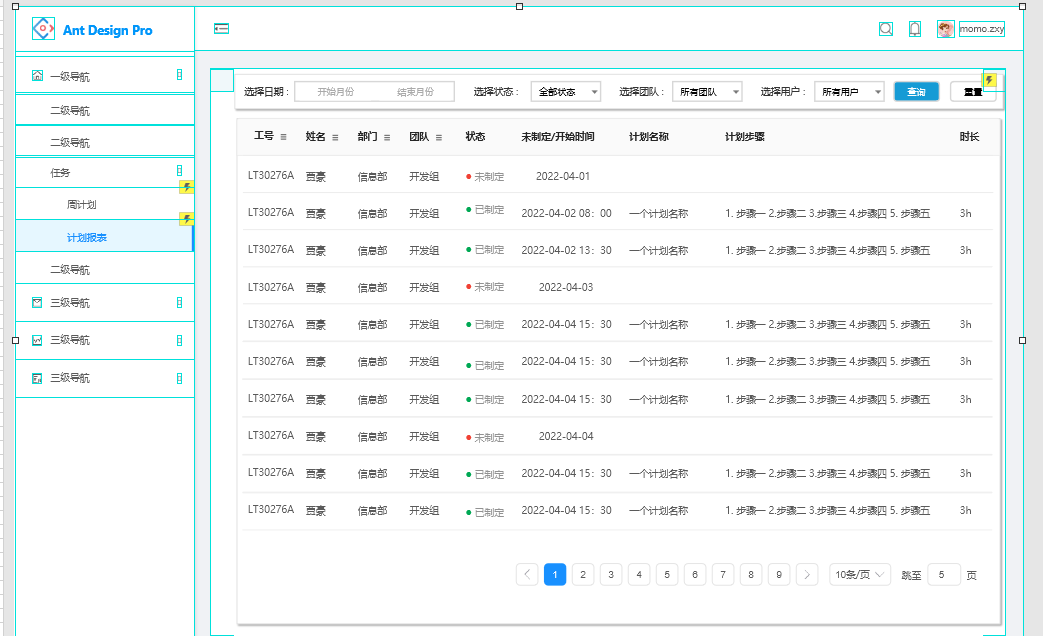 Ant Design Pro
momo.zxy
一级导航
二级导航
二级导航
任务
周计划
计划报表
二级导航
三级导航
三级导航
三级导航
选择日期： 开始月份 结束月份 选择状态： 全部状态 选择团队： 所有团队 选择用户： 所有用户 查询 重置
工号 姓名 部门 团队 状态 未制定/开始时间 计划名称 计划步骤 时长
LT30276A 贾豪 信息部 开发组 未制定 2022-04-01
LT30276A 贾豪 信息部 开发组 已制定 2022-04-02 08：00 一个计划名称 1. 步骤一 2.步骤二 3.步骤三 4.步骤四 5. 步骤五 3h
LT30276A 贾豪 信息部 开发组 已制定 2022-04-02 13：30 一个计划名称 1. 步骤一 2.步骤二 3.步骤三 4.步骤四 5. 步骤五 3h
LT30276A 贾豪 信息部 开发组 未制定 2022-04-03
LT30276A 贾豪 信息部 开发组 已制定 2022-04-04 15：30 一个计划名称 1. 步骤一 2.步骤二 3.步骤三 4.步骤四 5. 步骤五 3h
LT30276A 贾豪 信息部 开发组 已制定 2022-04-04 15：30 一个计划名称 1. 步骤一 2.步骤二 3.步骤三 4.步骤四 5. 步骤五 3h
LT30276A 贾豪 信息部 开发组 已制定 2022-04-04 15：30 一个计划名称 1. 步骤一 2.步骤二 3.步骤三 4.步骤四 5. 步骤五 3h
LT30276A 贾豪 信息部 开发组 未制定 2022-04-04
LT30276A 贾豪 信息部 开发组 已制定 2022-04-04 15：30 一个计划名称 1. 步骤一 2.步骤二 3.步骤三 4.步骤四 5. 步骤五 3h
LT30276A 贾豪 信息部 开发组 已制定 2022-04-04 15：30 一个计划名称 1. 步骤一 2.步骤二 3.步骤三 4.步骤四 5. 步骤五 3h
1 2 3 4 5 6 7 8 9 10条/页 跳至 5 页